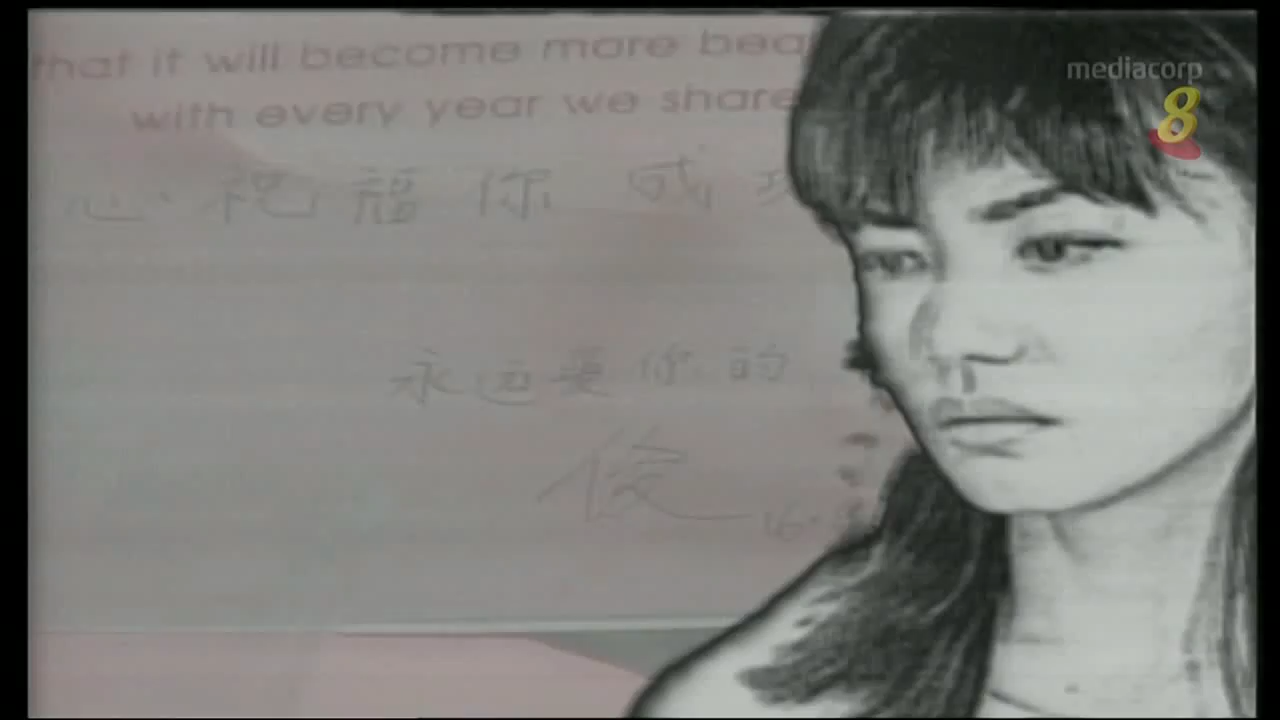 that it will become more bea
mediacorp
8
with every year we share
心祝福你 成功
永远爱你的
俊